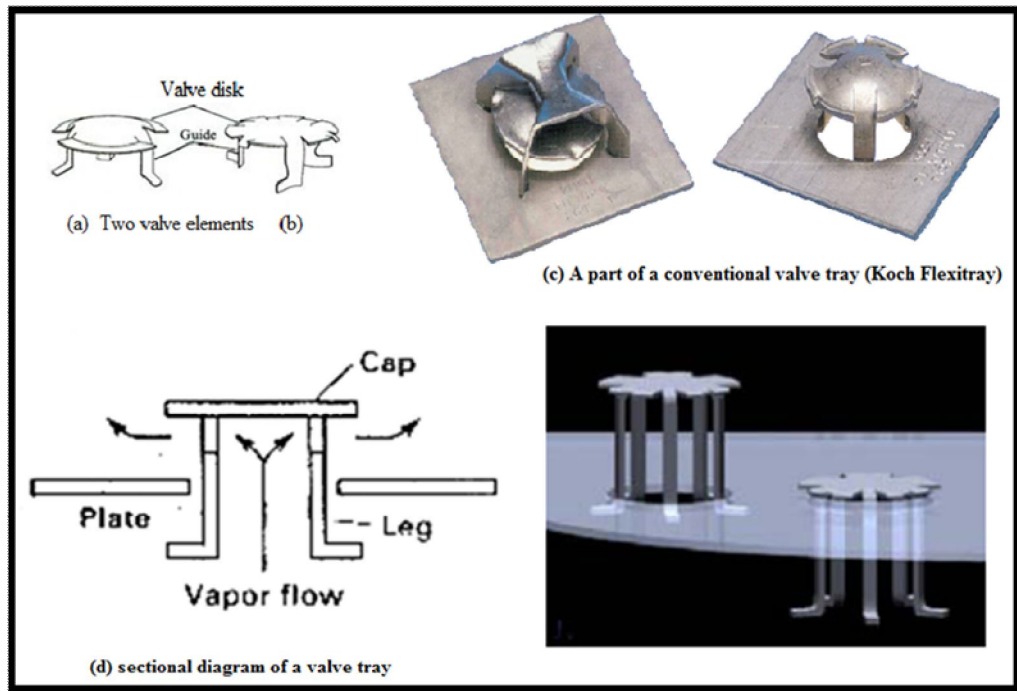 Valve disk
Guide
(a) Two valve elements (b)
(c) A part of a conventional valve tray (Koch Flexitray)
Cap
Plate
Leg
Vapor flow
(d) sectional diagram of a valve tray